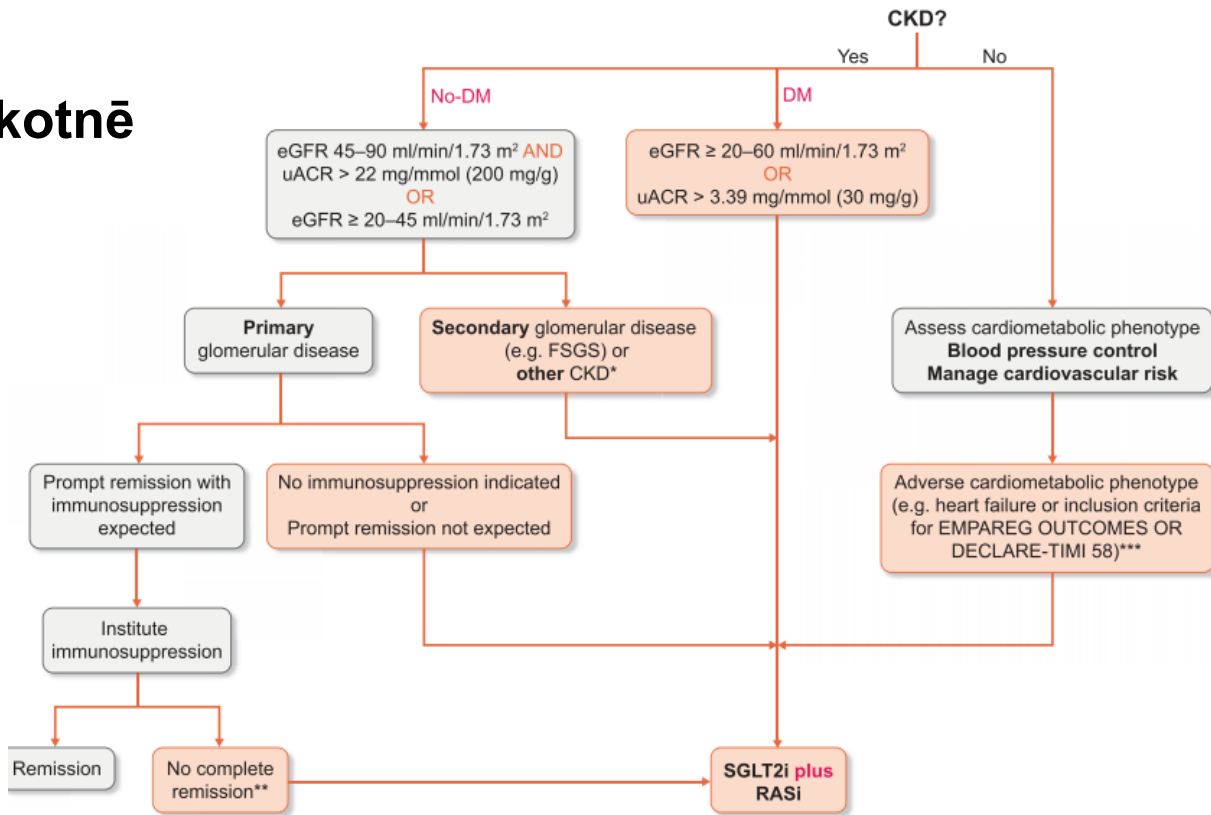 CKD?
Yes
No
kotnē
No-DM
DM
eGFR 45–90 ml/min/1.73 m² AND
uACR > 22 mg/mmol (200 mg/g)
OR
eGFR ≥ 20–45 ml/min/1.73 m²
eGFR ≥ 20–60 ml/min/1.73 m²
OR
uACR > 3.39 mg/mmol (30 mg/g)
Primary
glomerular disease
Secondary glomerular disease
(e.g. FSGS) or
other CKD*
Assess cardiometabolic phenotype
Blood pressure control
Manage cardiovascular risk
Prompt remission with
immunosuppression
expected
No immunosuppression indicated
or
Prompt remission not expected
Adverse cardiometabolic phenotype
(e.g. heart failure or inclusion criteria
for EMPAREG OUTCOMES OR
DECLARE-TIMI 58)***
Institute
immunosuppression
Remission
No complete
remission**
SGLT2i plus
RASi